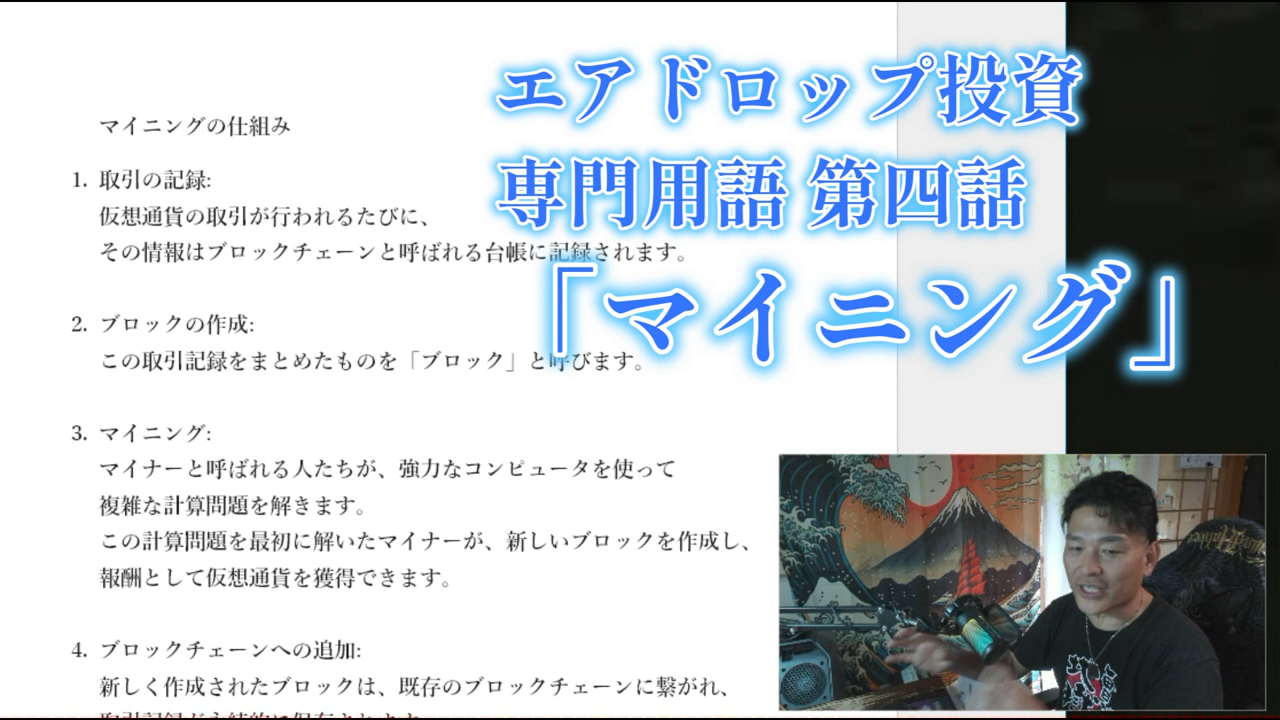 エアドロップ投資
専門用語 第四話
「マイニング」
マイニングの仕組み
1. 取引の記録:
仮想通貨の取引が行われるたびに、
その情報はブロックチェーンと呼ばれる台帳に記録されます。
2. ブロックの作成:
この取引記録をまとめたものを「ブロック」と呼びます。
3. マイニング:
マイナーと呼ばれる人たちが、強力なコンピュータを使って
複雑な計算問題を解きます。
この計算問題を最初に解いたマイナーが、新しいブロックを作成し、
報酬として仮想通貨を獲得できます。
4. ブロックチェーンへの追加:
新しく作成されたブロックは、既存のブロックチェーンに繋がれ、